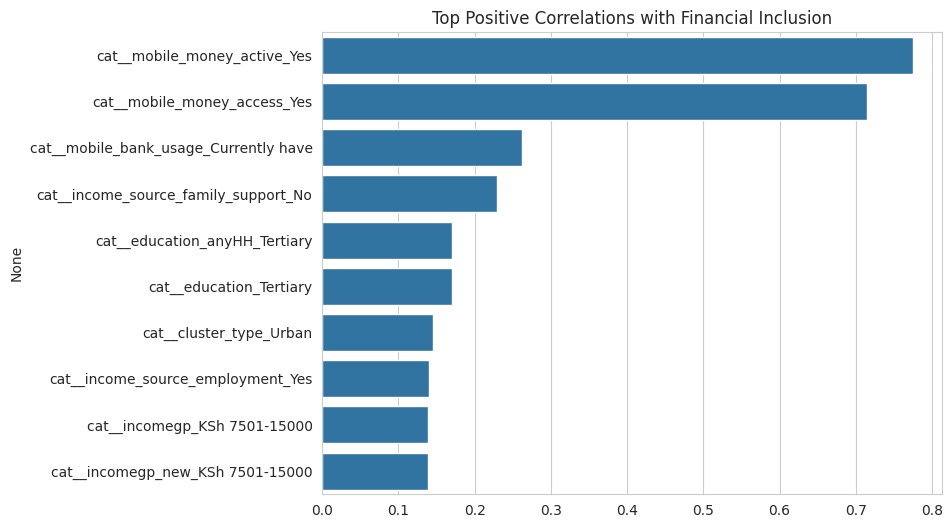 Top Positive Correlations with Financial Inclusion
cat__mobile_money_active_Yes
cat__mobile_money_access_Yes
cat__mobile_bank_usage_Currently have
cat__income_source_family_support_No
cat__education_anyHH_Tertiary
cat__education_Tertiary
cat__cluster_type_Urban
cat__income_source_employment_Yes
cat__incomegp_KSh 7501-15000
cat__incomegp_new_KSh 7501-15000
None
0.0 0.1 0.2 0.3 0.4 0.5 0.6 0.7 0.8